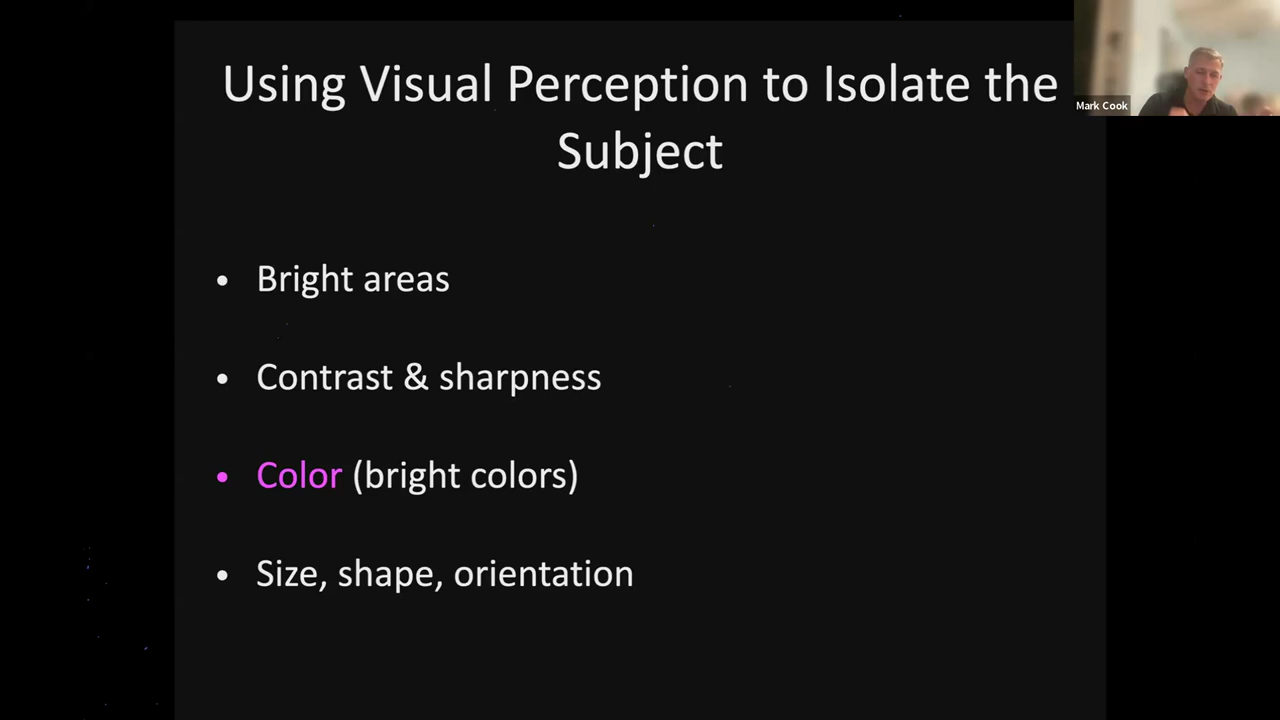 Using Visual Perception to Isolate the
Subject
Mark Cook
• Bright areas
• Contrast & sharpness
• Color (bright colors)
• Size, shape, orientation